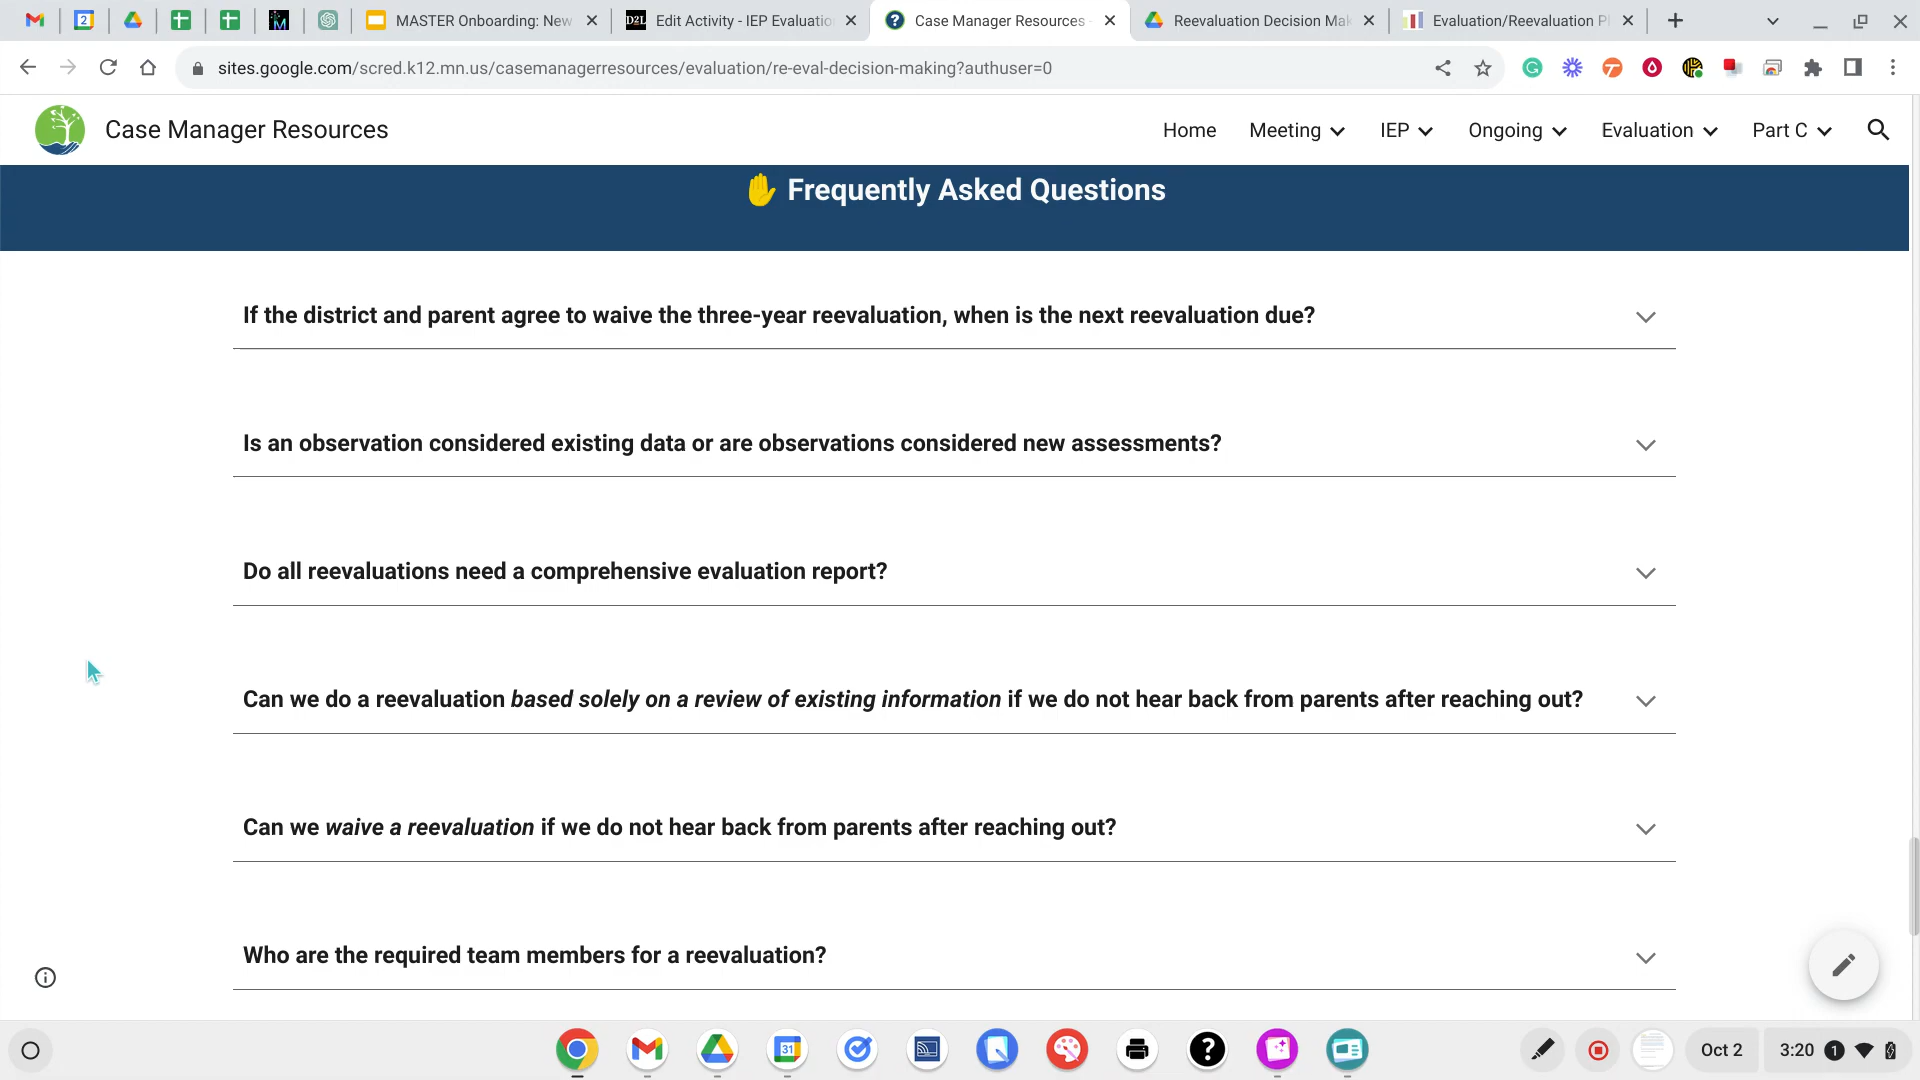 2
MASTER Onboarding: New
D2L
Edit Activity - IEP Evaluatio
Case Manager Resources -
Reevaluation Decision Mak
Evaluation/Reevaluation Pl
sites.google.com/scred.k12.mn.us/casemanagerresources/evaluation/re-eval-decision-making?authuser=0
Case Manager Resources
Home
Meeting
IEP
Ongoing
Evaluation
Part C
Frequently Asked Questions
If the district and parent agree to waive the three-year reevaluation, when is the next reevaluation due?
Is an observation considered existing data or are observations considered new assessments?
Do all reevaluations need a comprehensive evaluation report?
Can we do a reevaluation based solely on a review of existing information if we do not hear back from parents after reaching out?
Can we waive a reevaluation if we do not hear back from parents after reaching out?
Who are the required team members for a reevaluation?
31
Oct 2
3:20
1